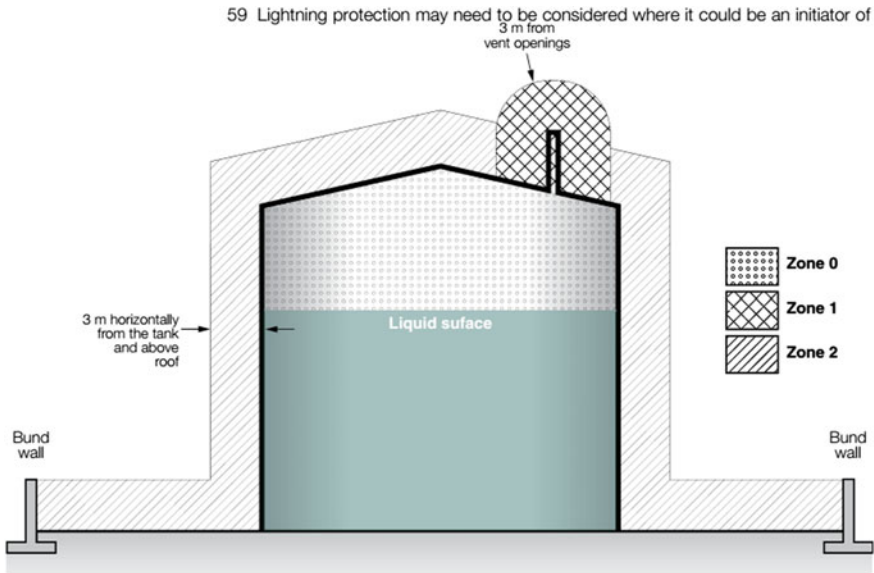 59 Lightning protection may need to be considered where it could be an initiator of
3 m from
vent openings
Zone 0
Zone 1
Liquid suface
3 m horizontally
from the tank
and above
roof
Zone 2
Bund
wall
Bund
wall